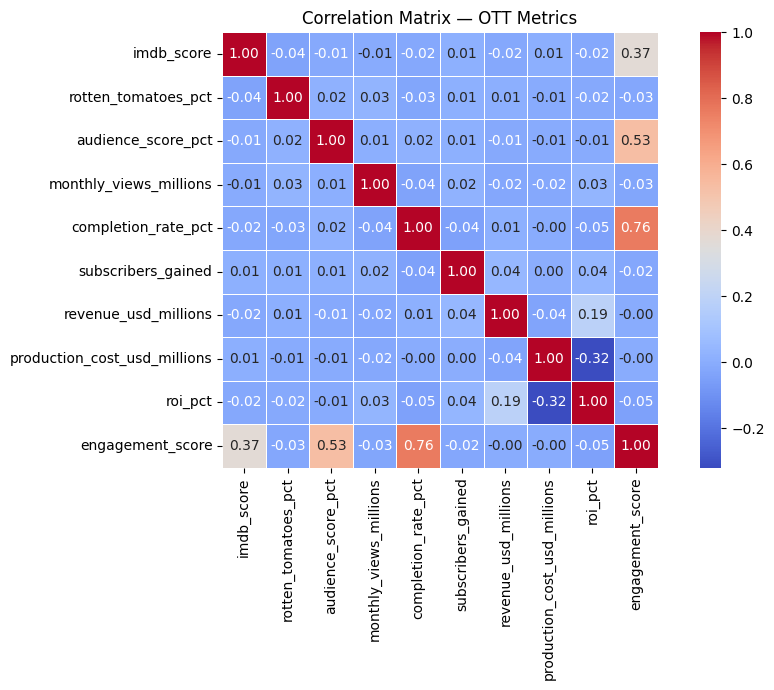 Correlation Matrix — OTT Metrics
imdb_score 1.00 -0.04 -0.01 -0.01 -0.02 0.01 -0.02 0.01 -0.02 0.37
rotten_tomatoes_pct -0.04 1.00 0.02 0.03 -0.03 0.01 0.01 -0.01 -0.02 -0.03
audience_score_pct -0.01 0.02 1.00 0.01 0.02 0.01 -0.01 -0.01 -0.01 0.53
monthly_views_millions -0.01 0.03 0.01 1.00 -0.04 0.02 -0.02 -0.02 0.03 -0.03
completion_rate_pct -0.02 -0.03 0.02 -0.04 1.00 -0.04 0.01 -0.00 -0.05 0.76
subscribers_gained 0.01 0.01 0.01 0.02 -0.04 1.00 0.04 0.00 0.04 -0.02
revenue_usd_millions -0.02 0.01 -0.01 -0.02 0.01 0.04 1.00 -0.04 0.19 -0.00
production_cost_usd_millions 0.01 -0.01 -0.01 -0.02 -0.00 0.00 -0.04 1.00 -0.32 -0.00
roi_pct -0.02 -0.02 -0.01 0.03 -0.05 0.04 0.19 -0.32 1.00 -0.05
engagement_score 0.37 -0.03 0.53 -0.03 0.76 -0.02 -0.00 -0.00 -0.05 1.00
imdb_score
rotten_tomatoes_pct
audience_score_pct
monthly_views_millions
completion_rate_pct
subscribers_gained
revenue_usd_millions
production_cost_usd_millions
roi_pct
engagement_score
1.0
0.8
0.6
0.4
0.2
0.0
−0.2